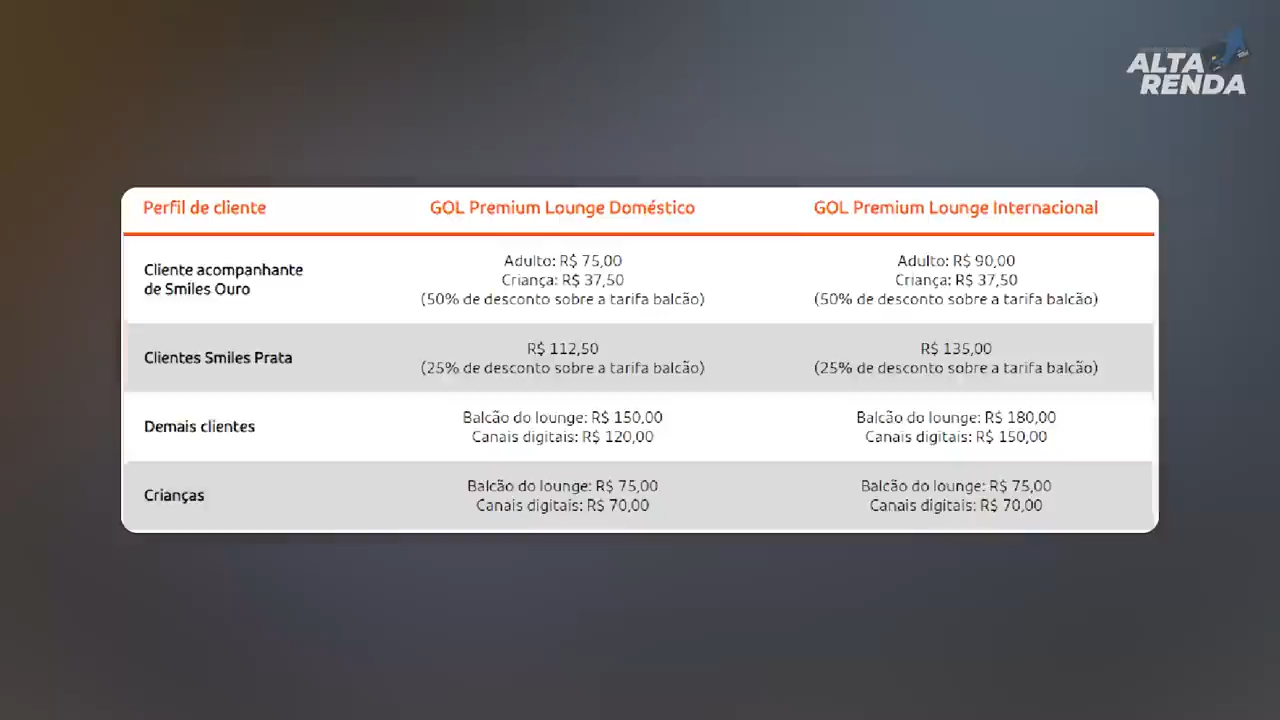 ALTA
RENDA
Perfil de cliente
GOL Premium Lounge Doméstico
GOL Premium Lounge Internacional
Cliente acompanhante
de Smiles Ouro
Adulto: R$ 75,00
Criança: R$ 37,50
(50% de desconto sobre a tarifa balcão)
Adulto: R$ 90,00
Criança: R$ 37,50
(50% de desconto sobre a tarifa balcão)
Clientes Smiles Prata
R$ 112,50
(25% de desconto sobre a tarifa balcão)
R$ 135,00
(25% de desconto sobre a tarifa balcão)
Demais clientes
Balcão do lounge: R$ 150,00
Canais digitais: R$ 120,00
Balcão do lounge: R$ 180,00
Canais digitais: R$ 150,00
Crianças
Balcão do lounge: R$ 75,00
Canais digitais: R$ 70,00
Balcão do lounge: R$ 75,00
Canais digitais: R$ 70,00